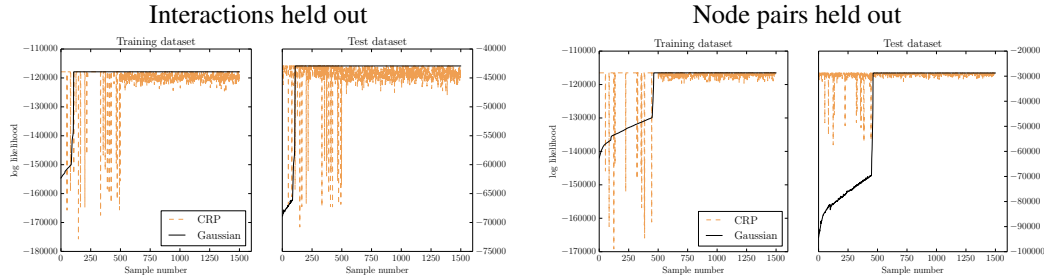 Interactions held out
Node pairs held out
Training dataset
Test dataset
Training dataset
Test dataset
log likelihood
−110000
−120000
−130000
−140000
−150000
−160000
−170000
−180000
0 250 500 750 1000 1250 1500
Sample number
CRP
Gaussian
−40000
−45000
−50000
−55000
−60000
−65000
−70000
−75000
0 250 500 750 1000 1250 1500
Sample number
log likelihood
−110000
−120000
−130000
−140000
−150000
−160000
−170000
0 250 500 750 1000 1250 1500
Sample number
CRP
Gaussian
−20000
−30000
−40000
−50000
−60000
−70000
−80000
−90000
−100000
0 250 500 750 1000 1250 1500
Sample number